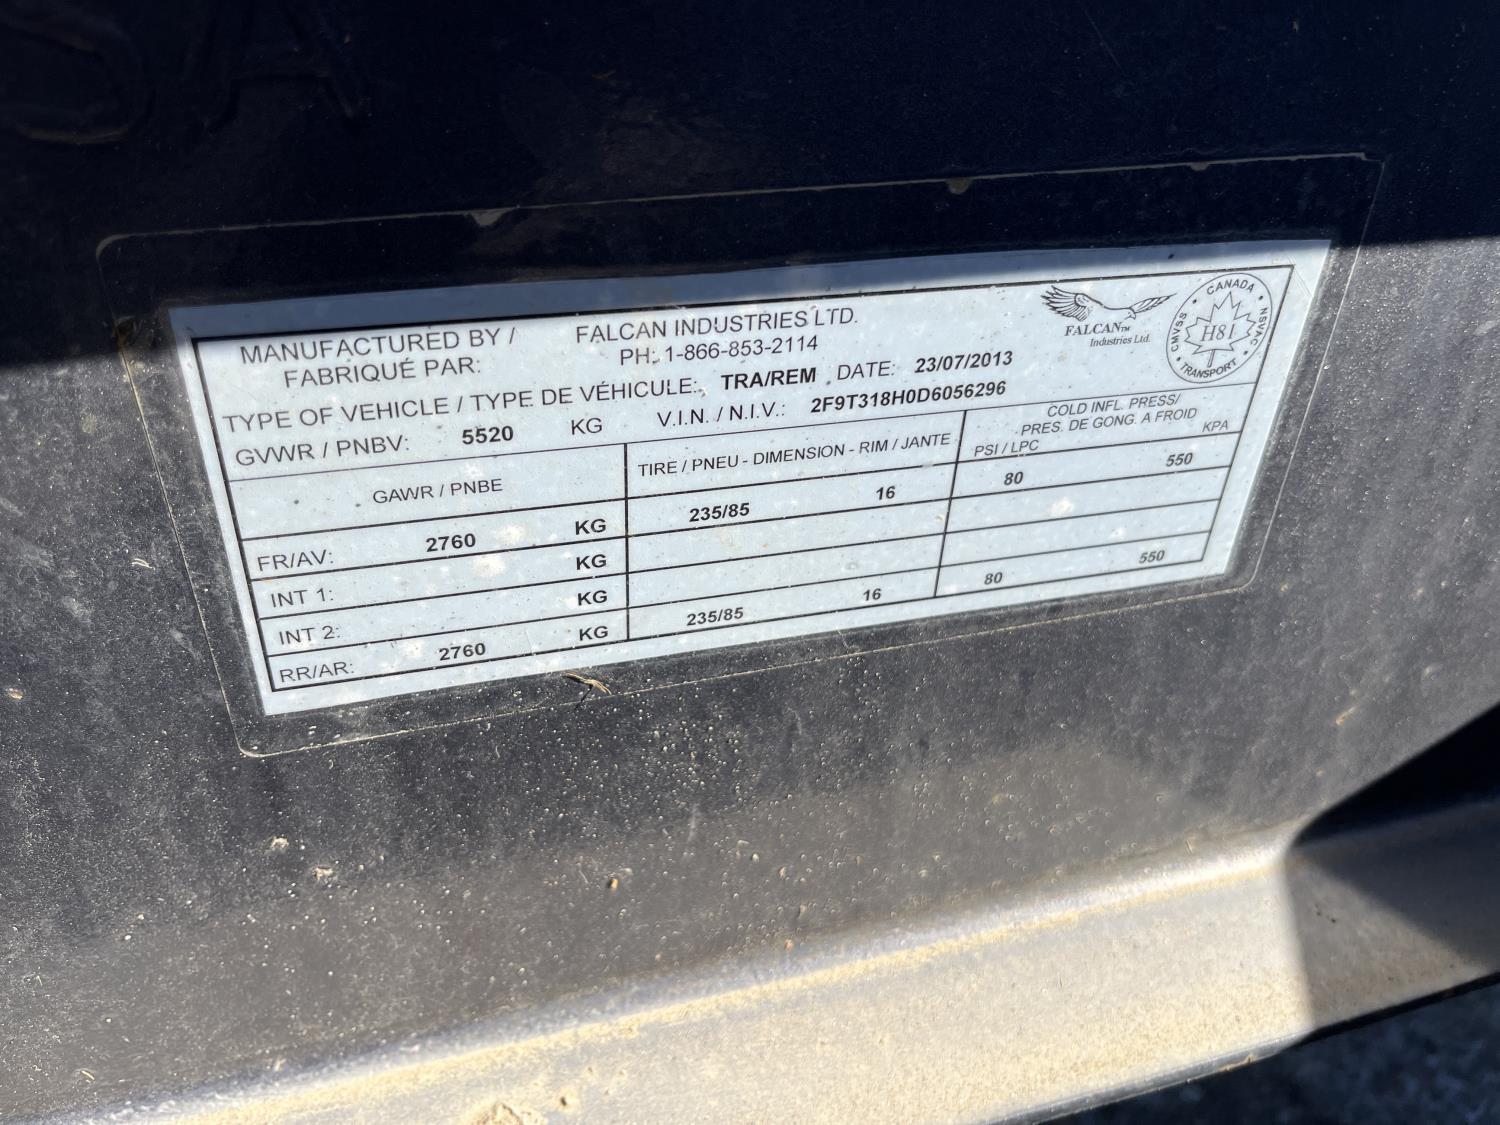 SA
MANUFACTURED BY / FALCAN INDUSTRIES LTD.
FABRIQUÉ PAR: PH: 1-866-853-2114
FALCAN™
Industries Ltd.
CANADA
CMVSS H81 NSVAC
TRANSPORT
TYPE OF VEHICLE / TYPE DE VÉHICULE: TRA/REM DATE: 23/07/2013
GVWR / PNBV: 5520 KG V.I.N. / N.I.V.: 2F9T318H0D6056296
GAWR / PNBE TIRE / PNEU - DIMENSION - RIM / JANTE COLD INFL. PRESS/
PRES. DE GONG. A FROID
PSI / LPC KPA
FR/AV: 2760 KG 235/85 16 80 550
INT 1: KG
INT 2: KG
RR/AR: 2760 KG 235/85 16 80 550